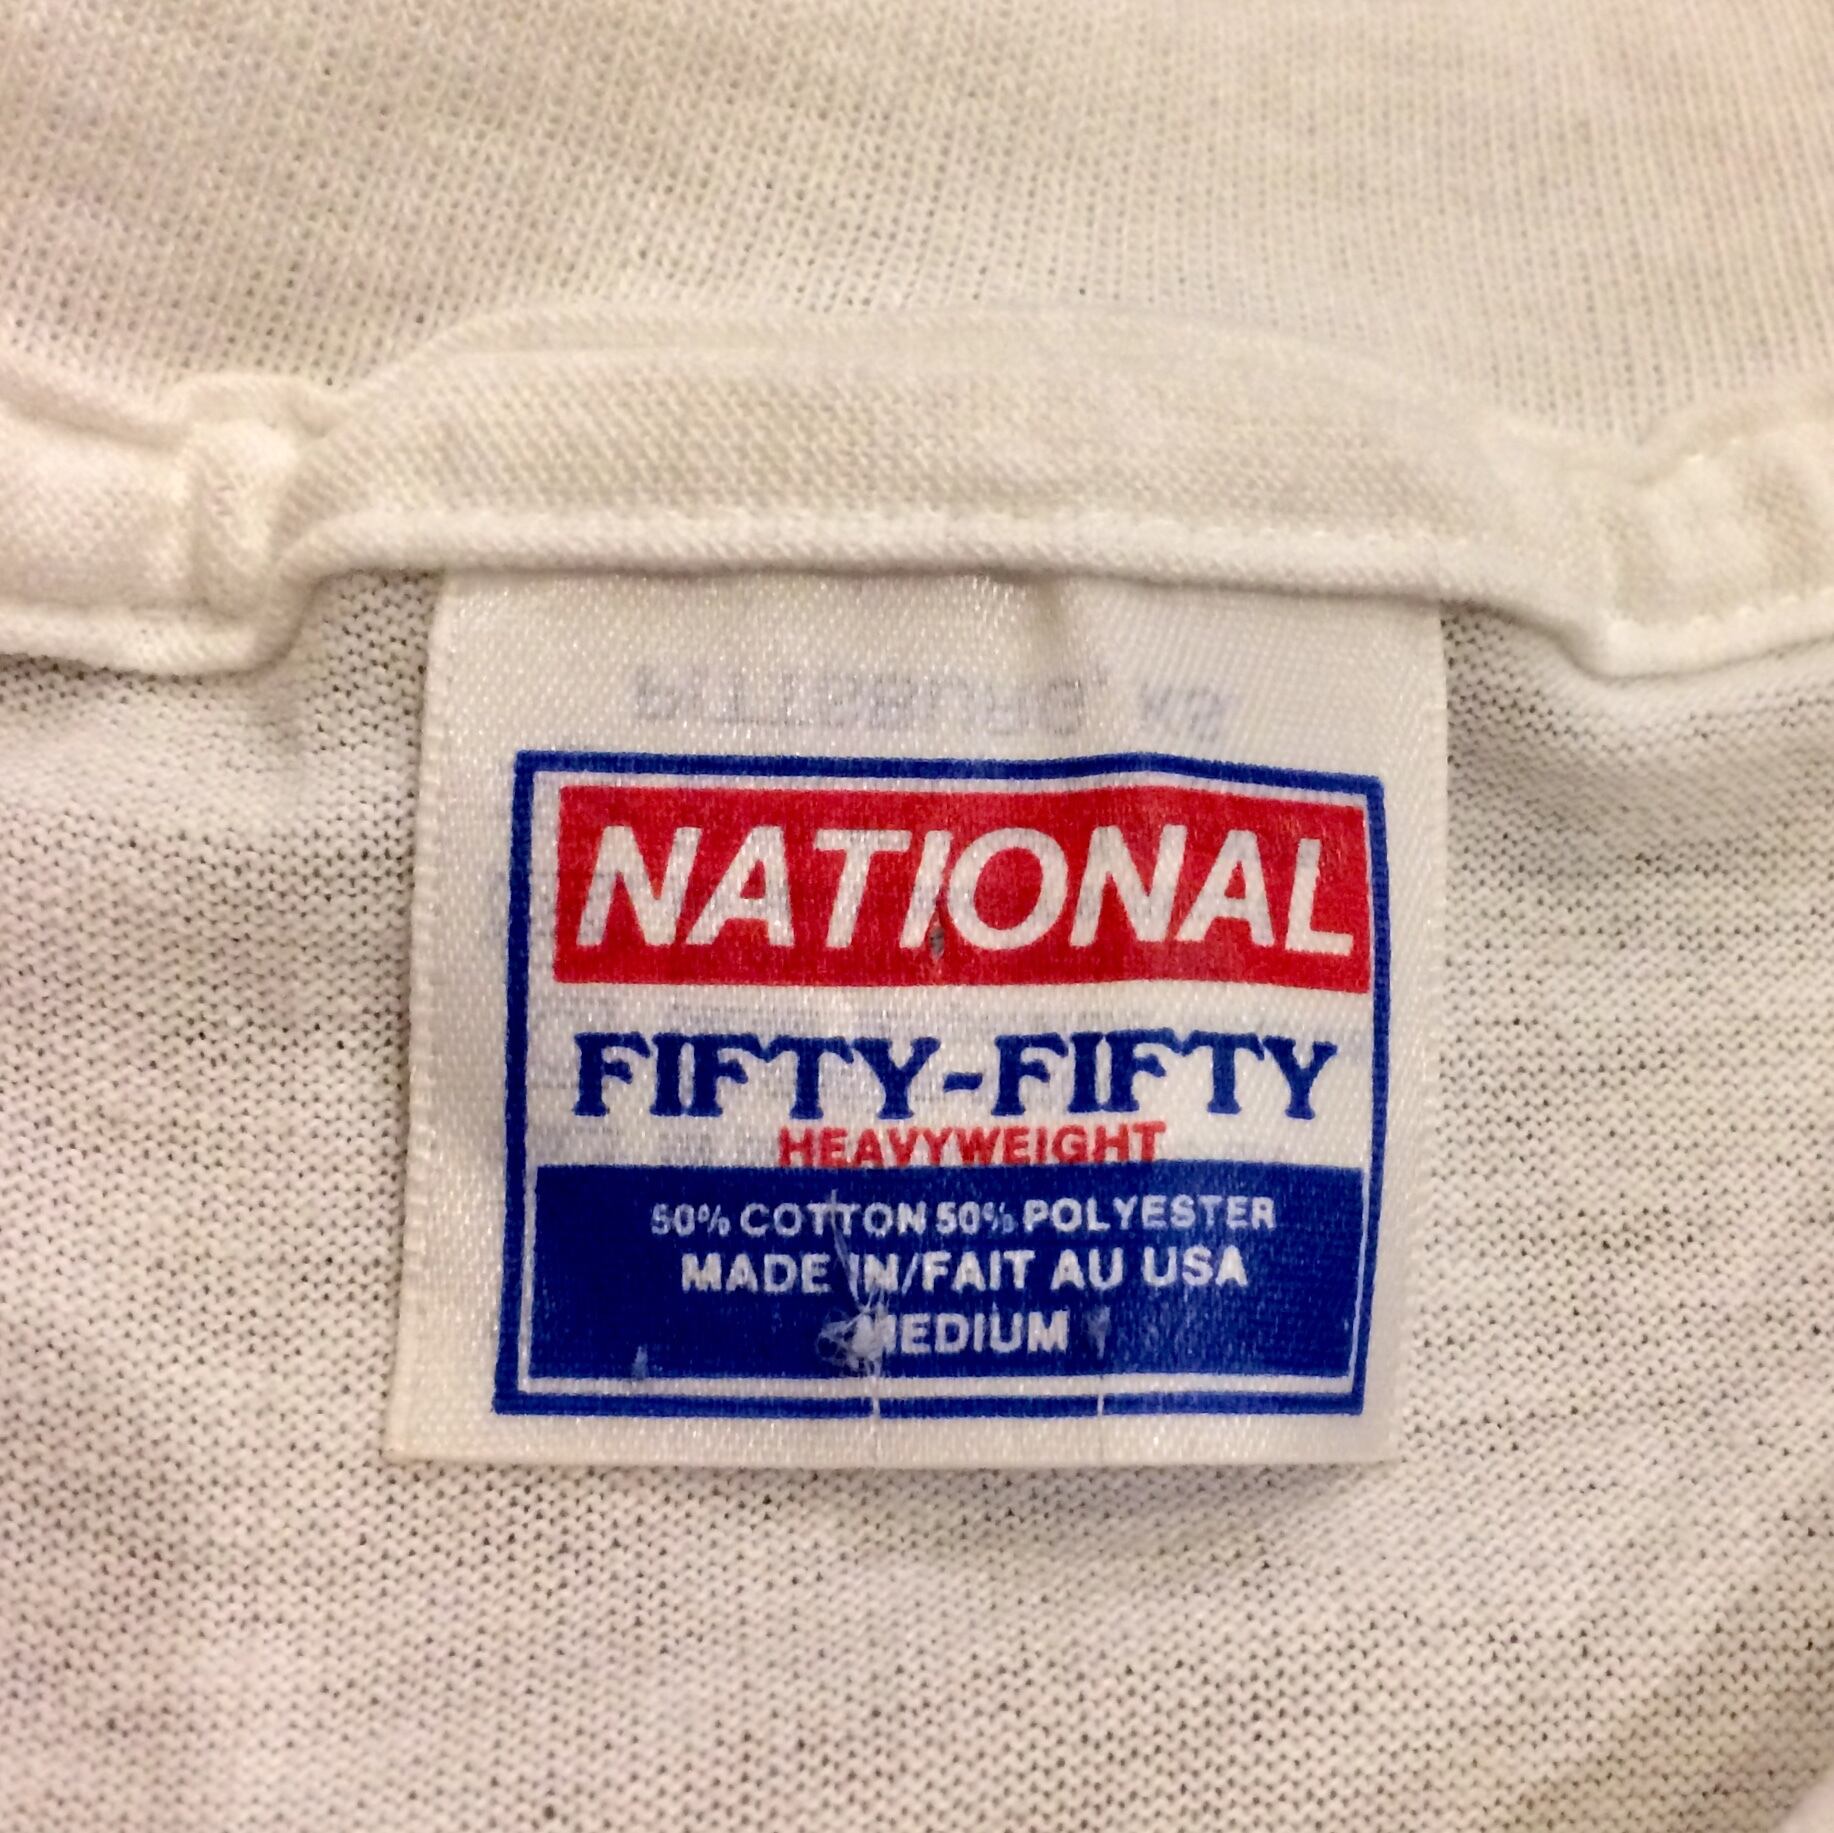 NATIONAL
FIFTY-FIFTY
HEAVYWEIGHT
50% COTTON 50% POLYESTER
MADE IN/FAIT AU USA
MEDIUM